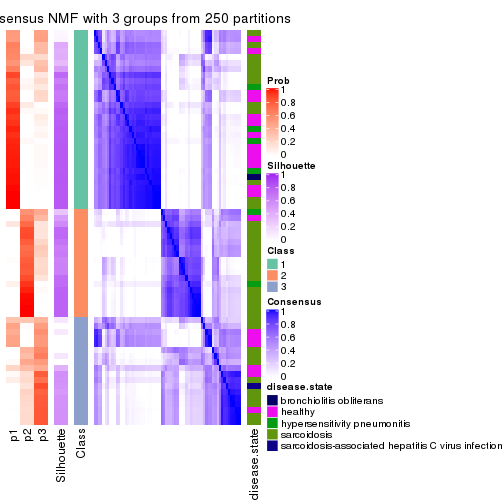 sensus NMF with 3 groups from 250 partitions
Prob
1
0.8
0.6
0.4
0.2
0
Silhouette
1
0.8
0.6
0.4
0.2
0
Class
1
2
3
Consensus
1
0.8
0.6
0.4
0.2
0
disease.state
bronchiolitis obliterans
healthy
hypersensitivity pneumonitis
sarcoidosis
sarcoidosis-associated hepatitis C virus infection
p1
p2
p3
Silhouette
Class
disease.state